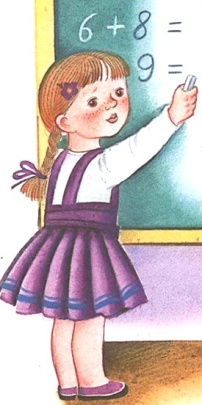 6 + 8 =
9 =